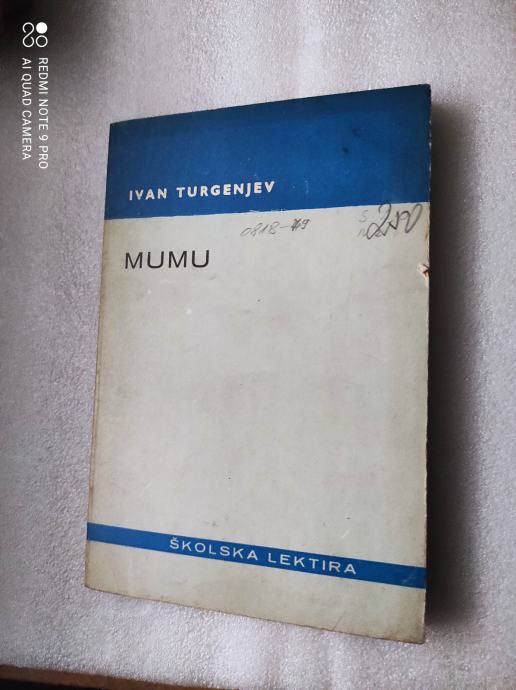 REDMI NOTE 9 PRO
AI QUAD CAMERA
IVAN TURGENJEV
MUMU
ŠKOLSKA LEKTIRA